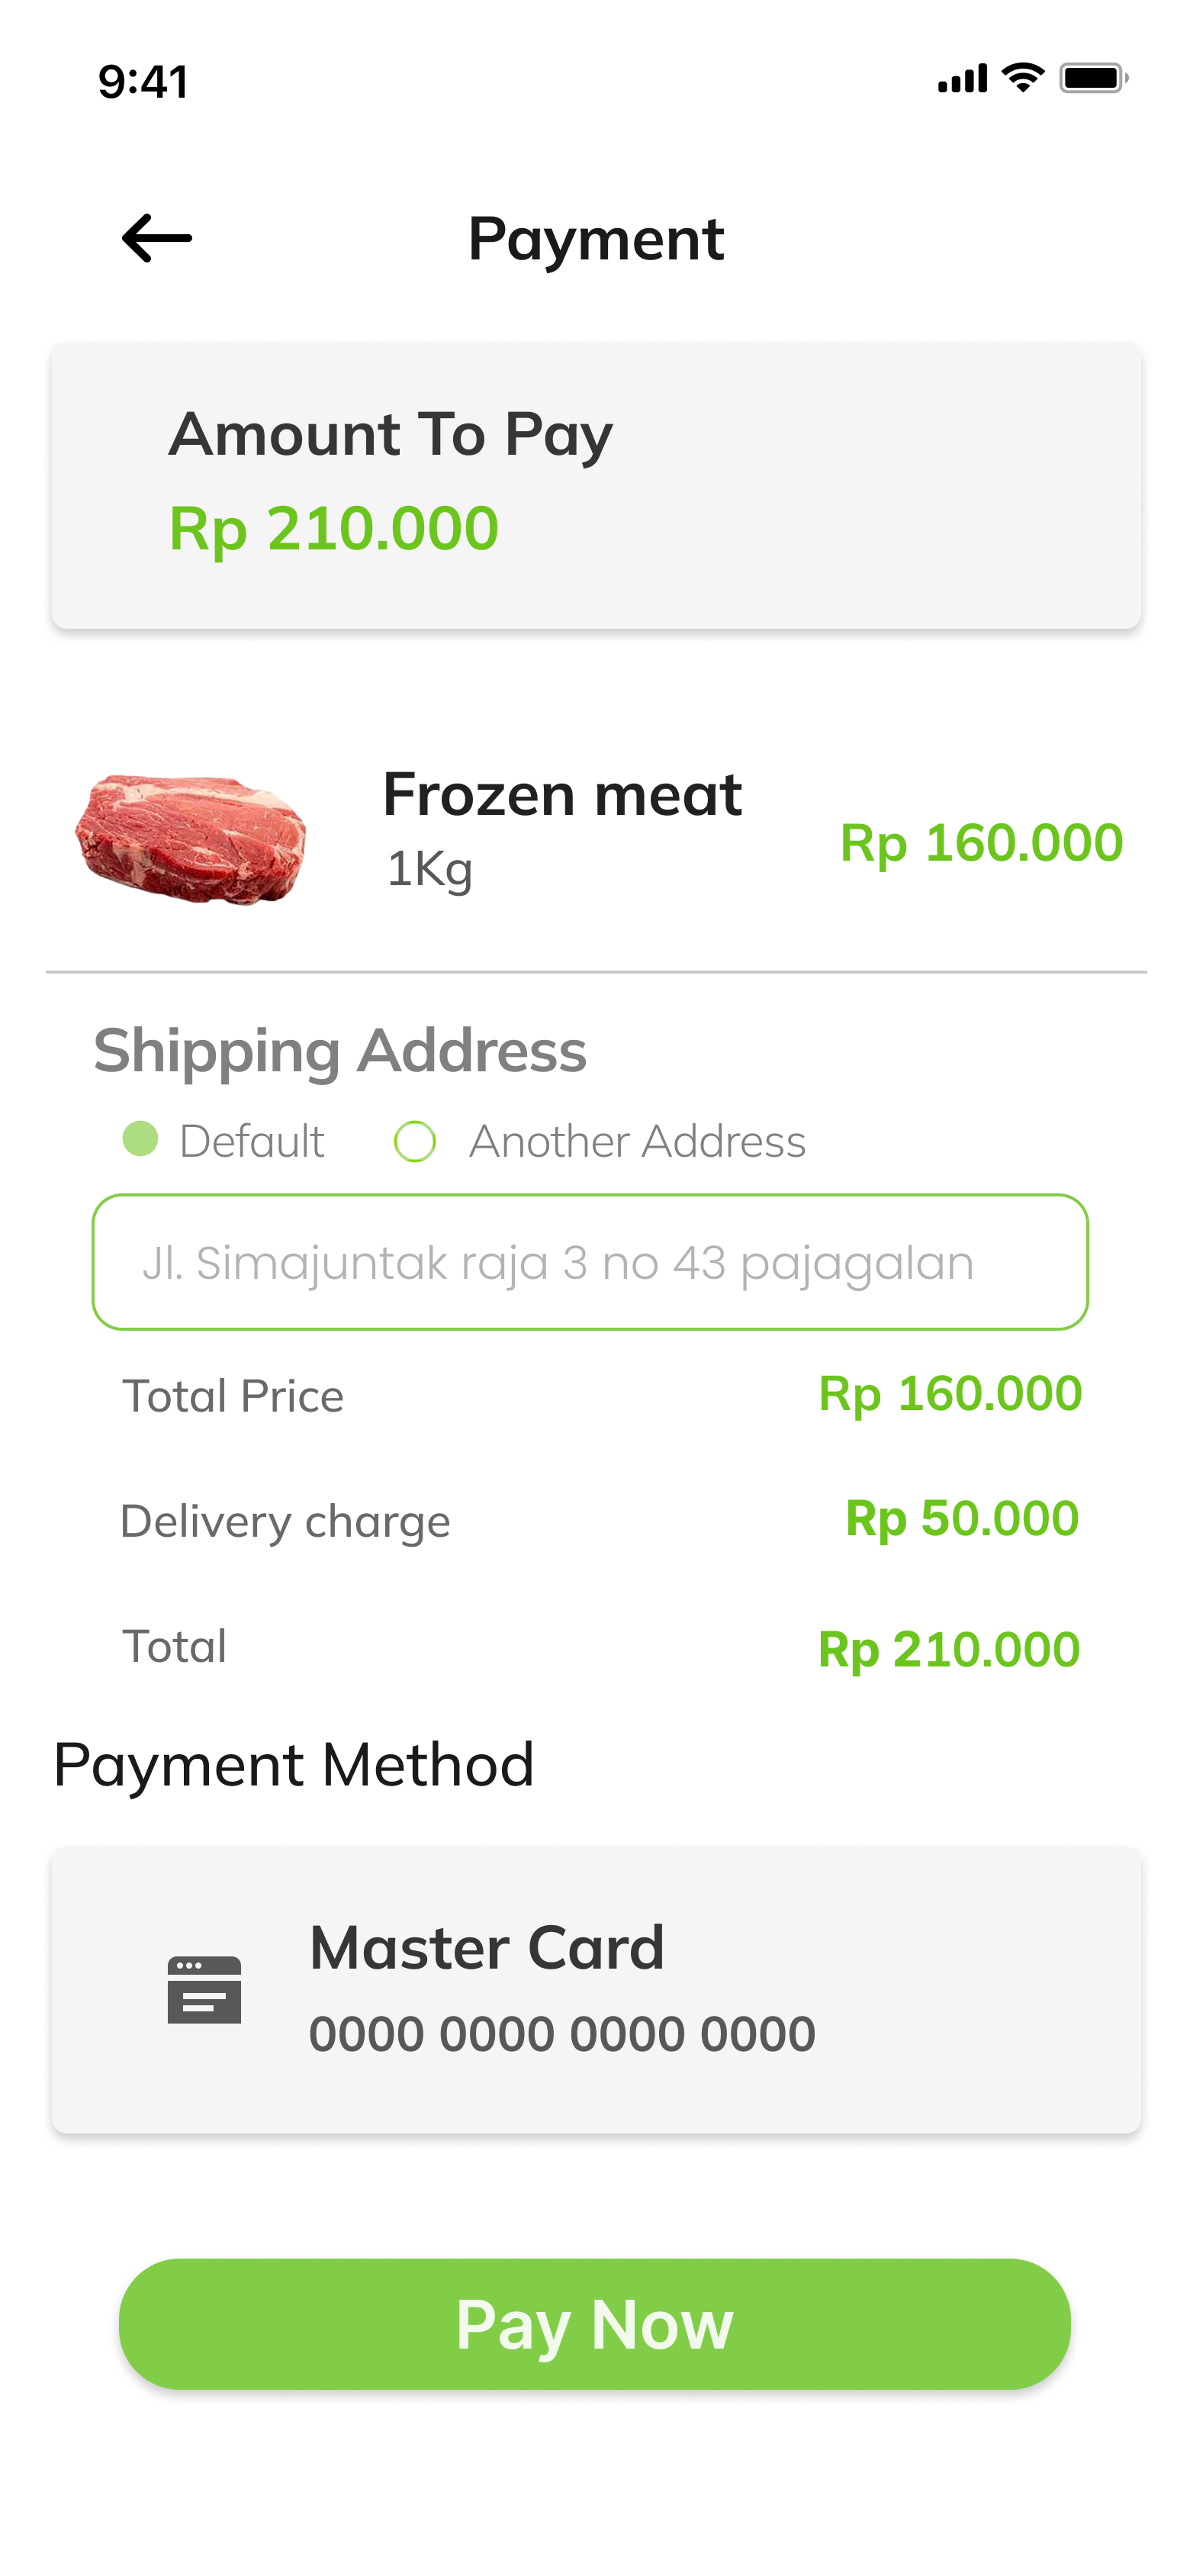 9:41
Payment
Amount To Pay
Rp 210.000
Frozen meat
1Kg
Rp 160.000
Shipping Address
Default Another Address
Jl. Simajuntak raja 3 no 43 pajagalan
Total Price Rp 160.000
Delivery charge Rp 50.000
Total Rp 210.000
Payment Method
Master Card
0000 0000 0000 0000
Pay Now